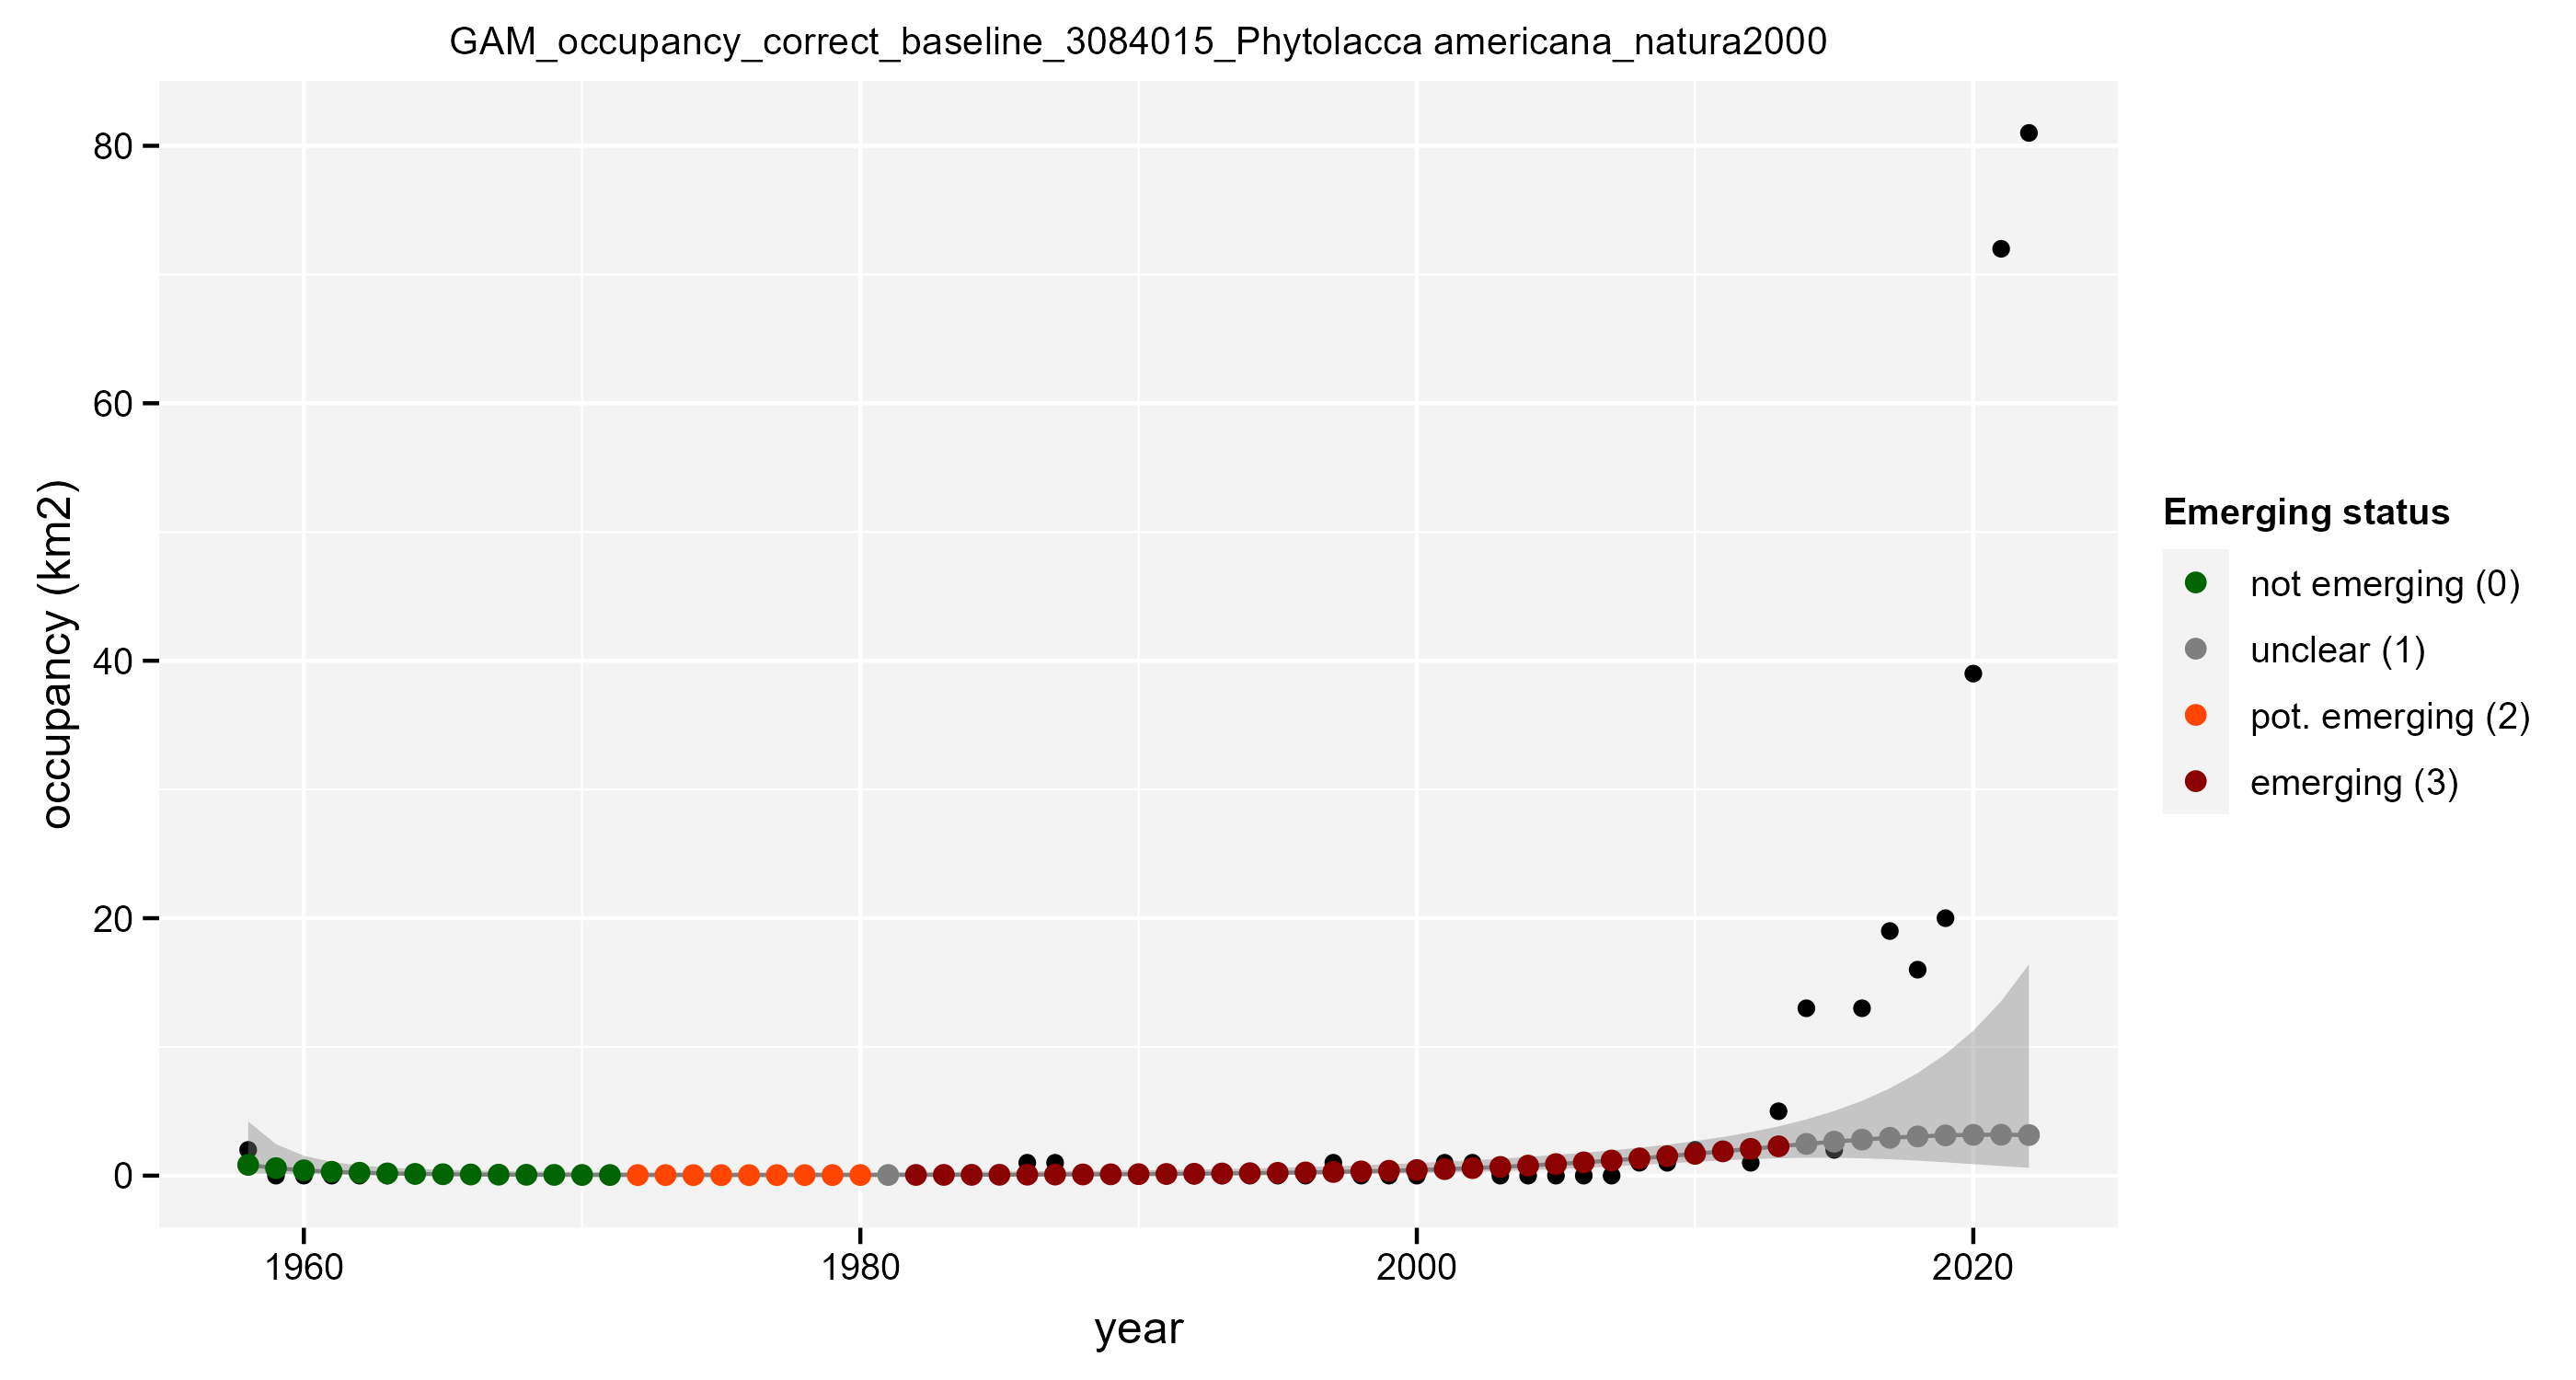 GAM_occupancy_correct_baseline_3084015_Phytolacca americana_natura2000
occupancy (km2)
80
60
40
20
0
1960
1980
2000
2020
year
Emerging status
not emerging (0)
unclear (1)
pot. emerging (2)
emerging (3)